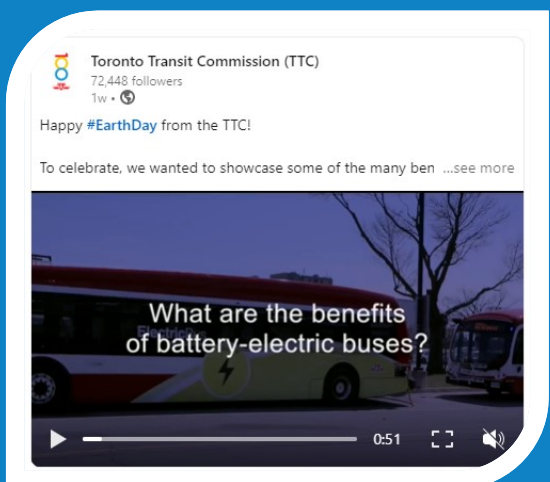 100
Toronto Transit Commission (TTC)
72,448 followers
1w •
Happy #EarthDay from the TTC!
To celebrate, we wanted to showcase some of the many ben ...see more
What are the benefits
of battery-electric buses?
0:51